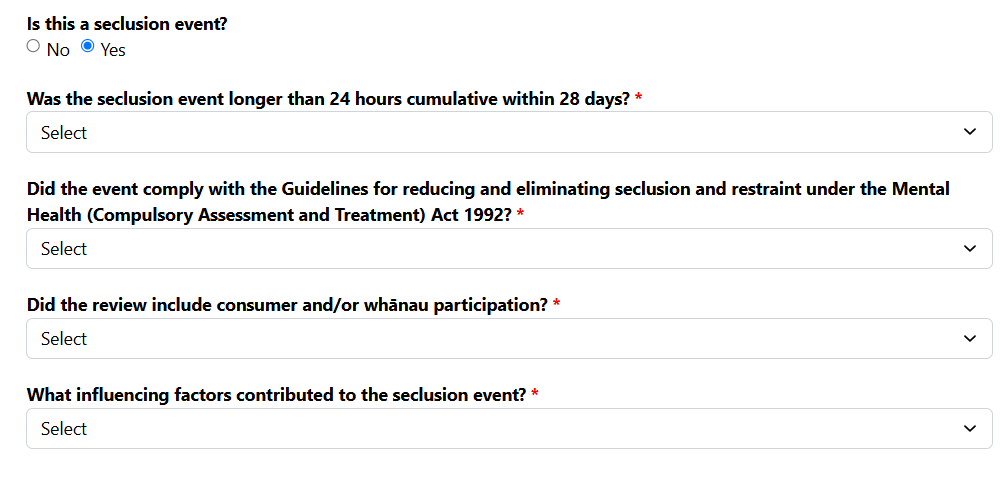 Is this a seclusion event?
No Yes
Was the seclusion event longer than 24 hours cumulative within 28 days? *
Select
Did the event comply with the Guidelines for reducing and eliminating seclusion and restraint under the Mental
Health (Compulsory Assessment and Treatment) Act 1992? *
Select
Did the review include consumer and/or whānau participation? *
Select
What influencing factors contributed to the seclusion event? *
Select